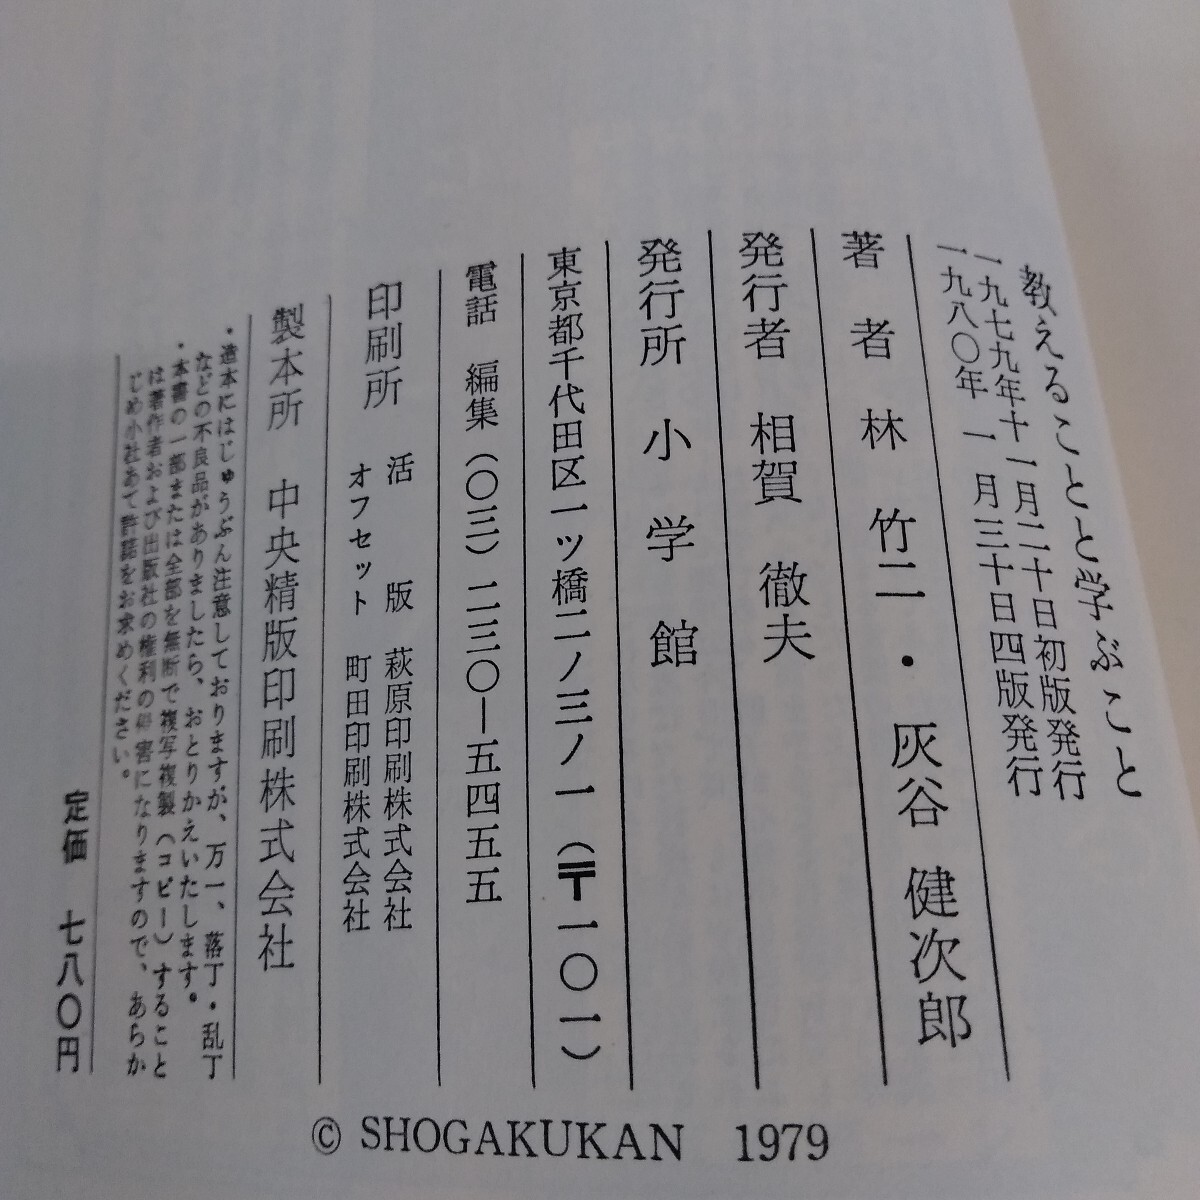 教えることと学ぶこと
一九七九年十一月二十日初版発行
一九八〇年 一月三十日四版発行
著者 林 竹二・灰谷 健次郎
発行者 相賀 徹夫
発行所 小学館
東京都千代田区一ツ橋二ノ三ノ一(〒一〇一)
電話 編集(〇三)二三〇―五四五五
印刷所 活版 萩原印刷株式会社
オフセット 町田印刷株式会社
製本所 中央精版印刷株式会社
・造本にはじゅうぶん注意しておりますが、万一、落丁・乱丁
などの不良品がありましたら、おとりかえいたします。
・本書の一部または全部を無断で複写複製(コピー)すること
は著作者および出版社の権利の侵害になりますので、あらか
じめ小社あて許諾をお求めください。
定価 七八〇円
© SHOGAKUKAN 1979